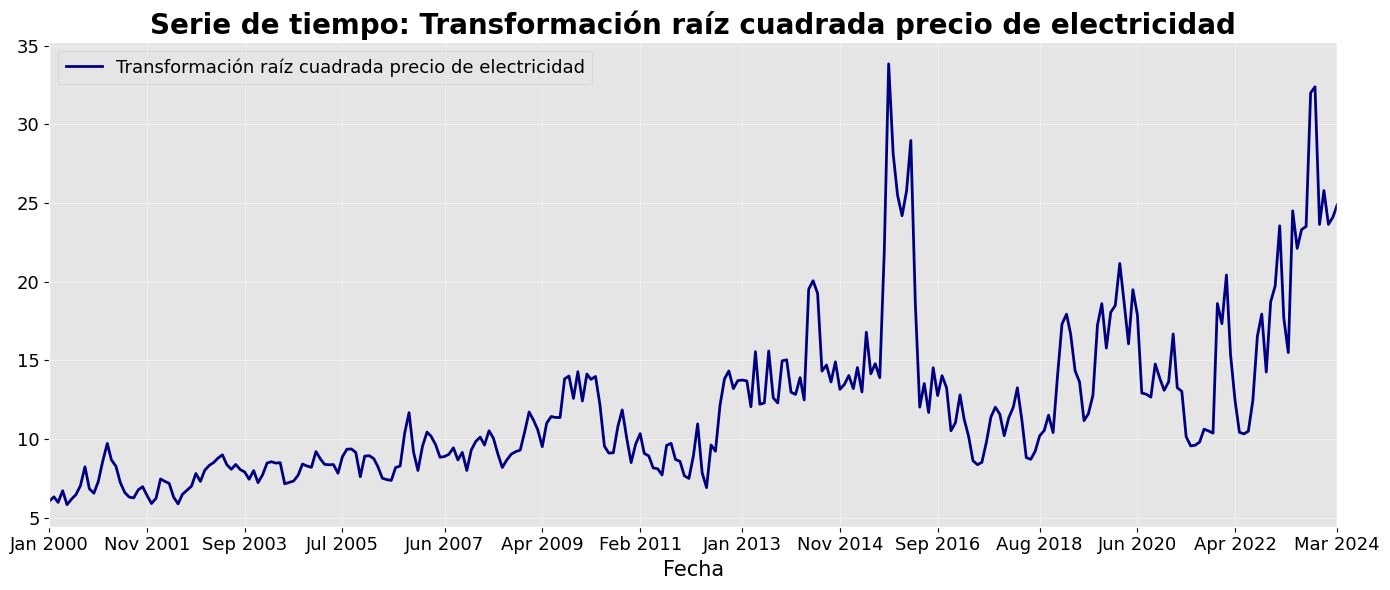 Serie de tiempo: Transformación raíz cuadrada precio de electricidad
Transformación raíz cuadrada precio de electricidad
35
30
25
20
15
10
5
Jan 2000 Nov 2001 Sep 2003 Jul 2005 Jun 2007 Apr 2009 Feb 2011 Jan 2013 Nov 2014 Sep 2016 Aug 2018 Jun 2020 Apr 2022 Mar 2024
Fecha